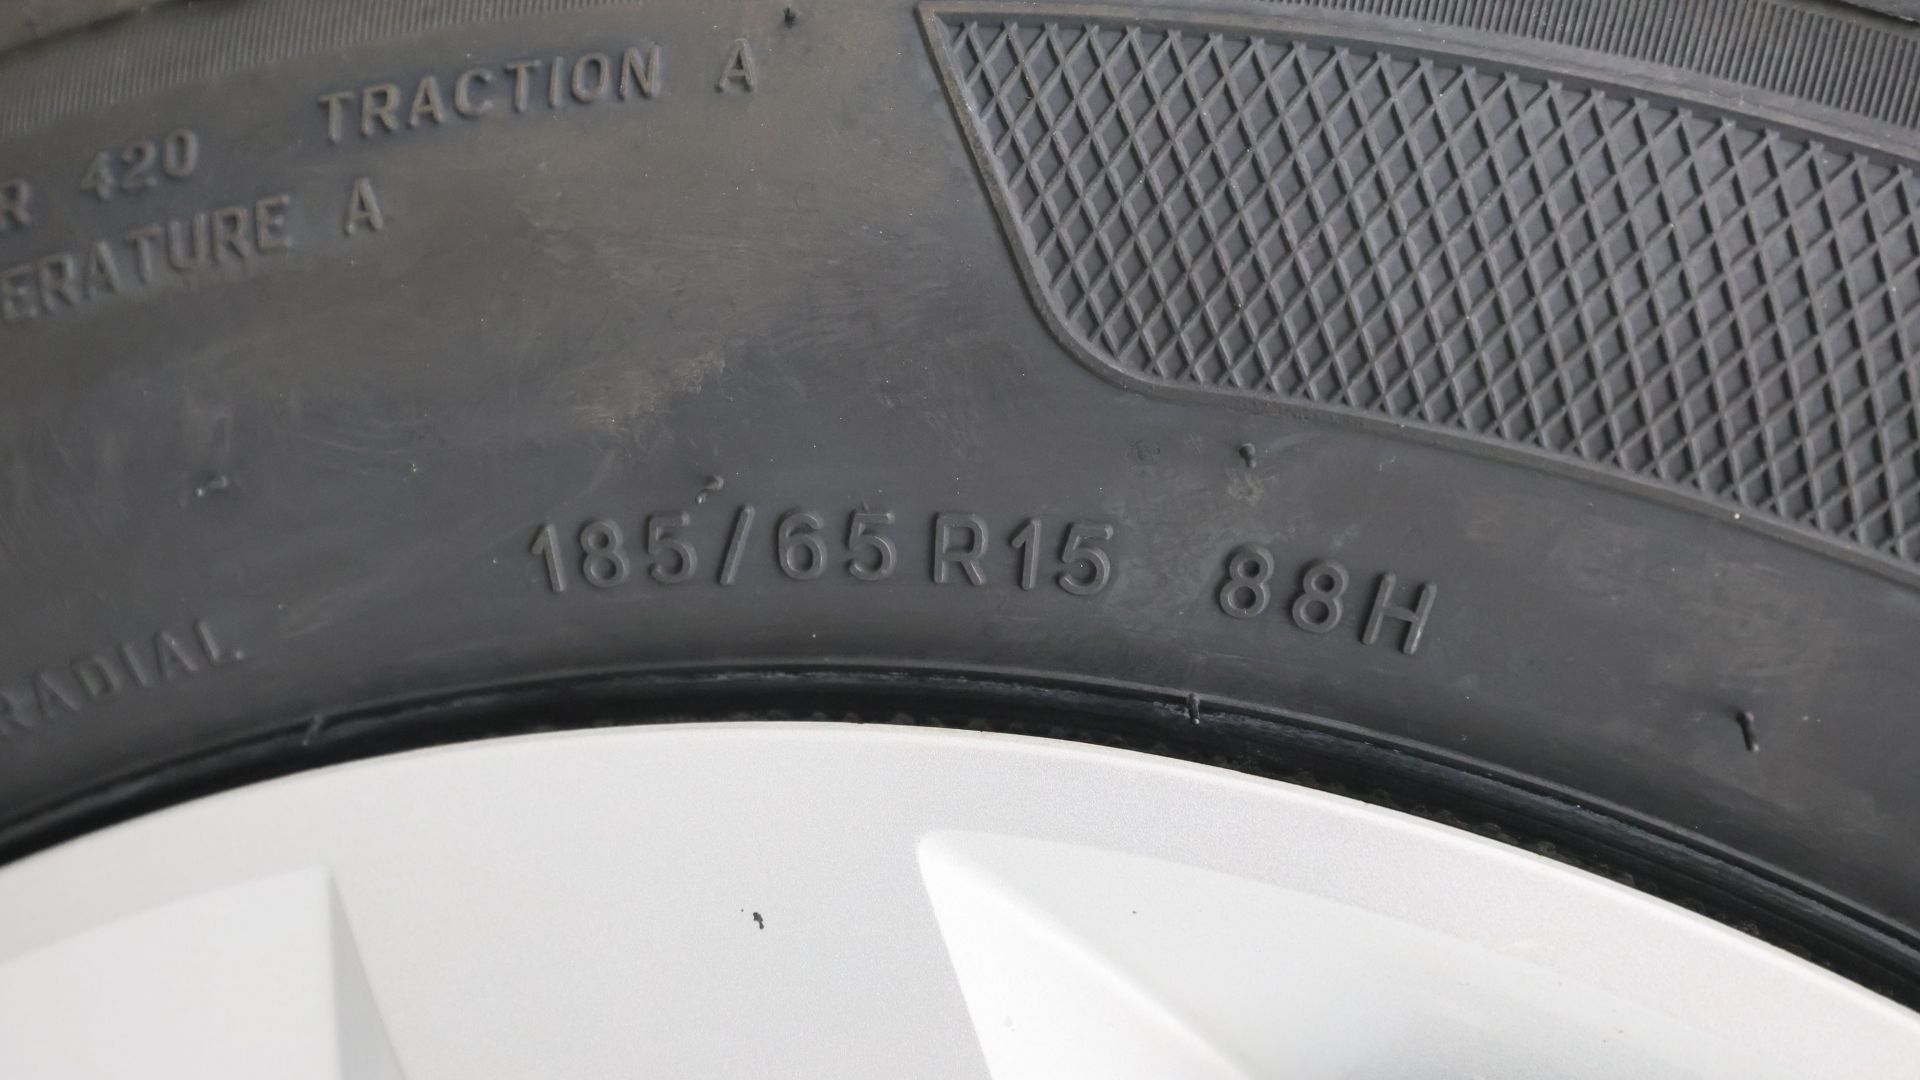 R 420 TRACTION A
ERATURE A
185/65R15 88H
RADIAL